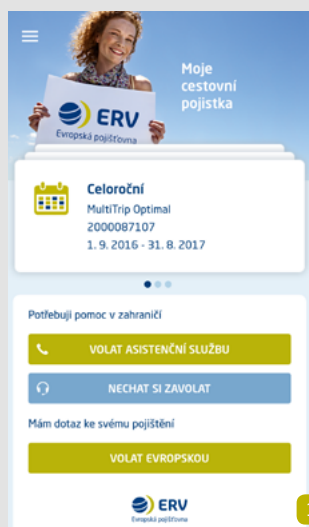 Moje
cestovní
pojistka
ERV
Evropská pojišťovna
Celoroční
MultiTrip Optimal
2000087107
1. 9. 2016 - 31. 8. 2017
Potřebuji pomoc v zahraničí
VOLAT ASISTENČNÍ SLUŽBU
NECHAT SI ZAVOLAT
Mám dotaz ke svému pojištění
VOLAT EVROPSKOU
ERV
Evropská pojišťovna